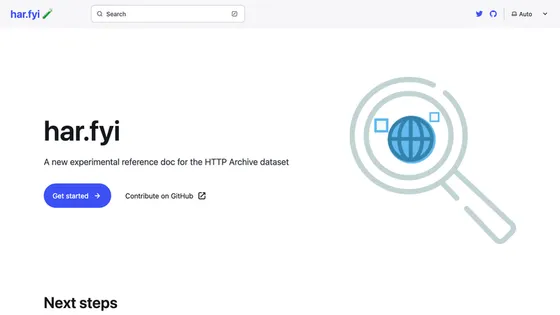 har.fyi
Search
Auto
har.fyi
A new experimental reference doc for the HTTP Archive dataset
Get started
Contribute on GitHub
Next steps